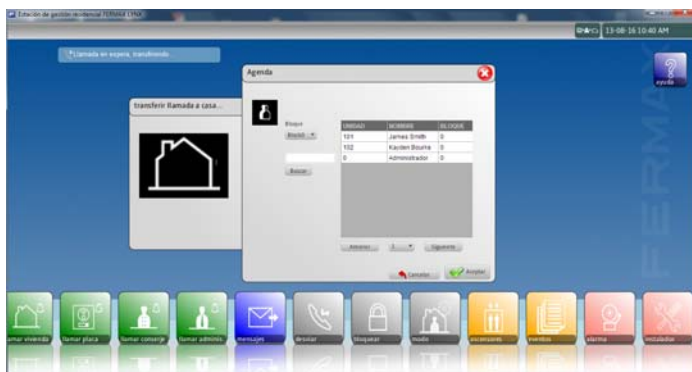 Estación de gestión residencial FERMAX LYNX
13-08-16 10:40 AM
Llamada en espera, transfiriendo...
ayuda
Agenda
transferir llamada a casa...
Bloque
Buscar
UNIDAD NOMBRE BLOQUE
101 James Smith 0
102 Kayden Bourne 0
0 Administrador 0
Anterior 1 Siguiente
Cancelar Aceptar
FERMAX
amar vivienda llamar placa llamar conserje llamar adminis. mensajes desviar bloquear modo ascensores eventos alarma instalador